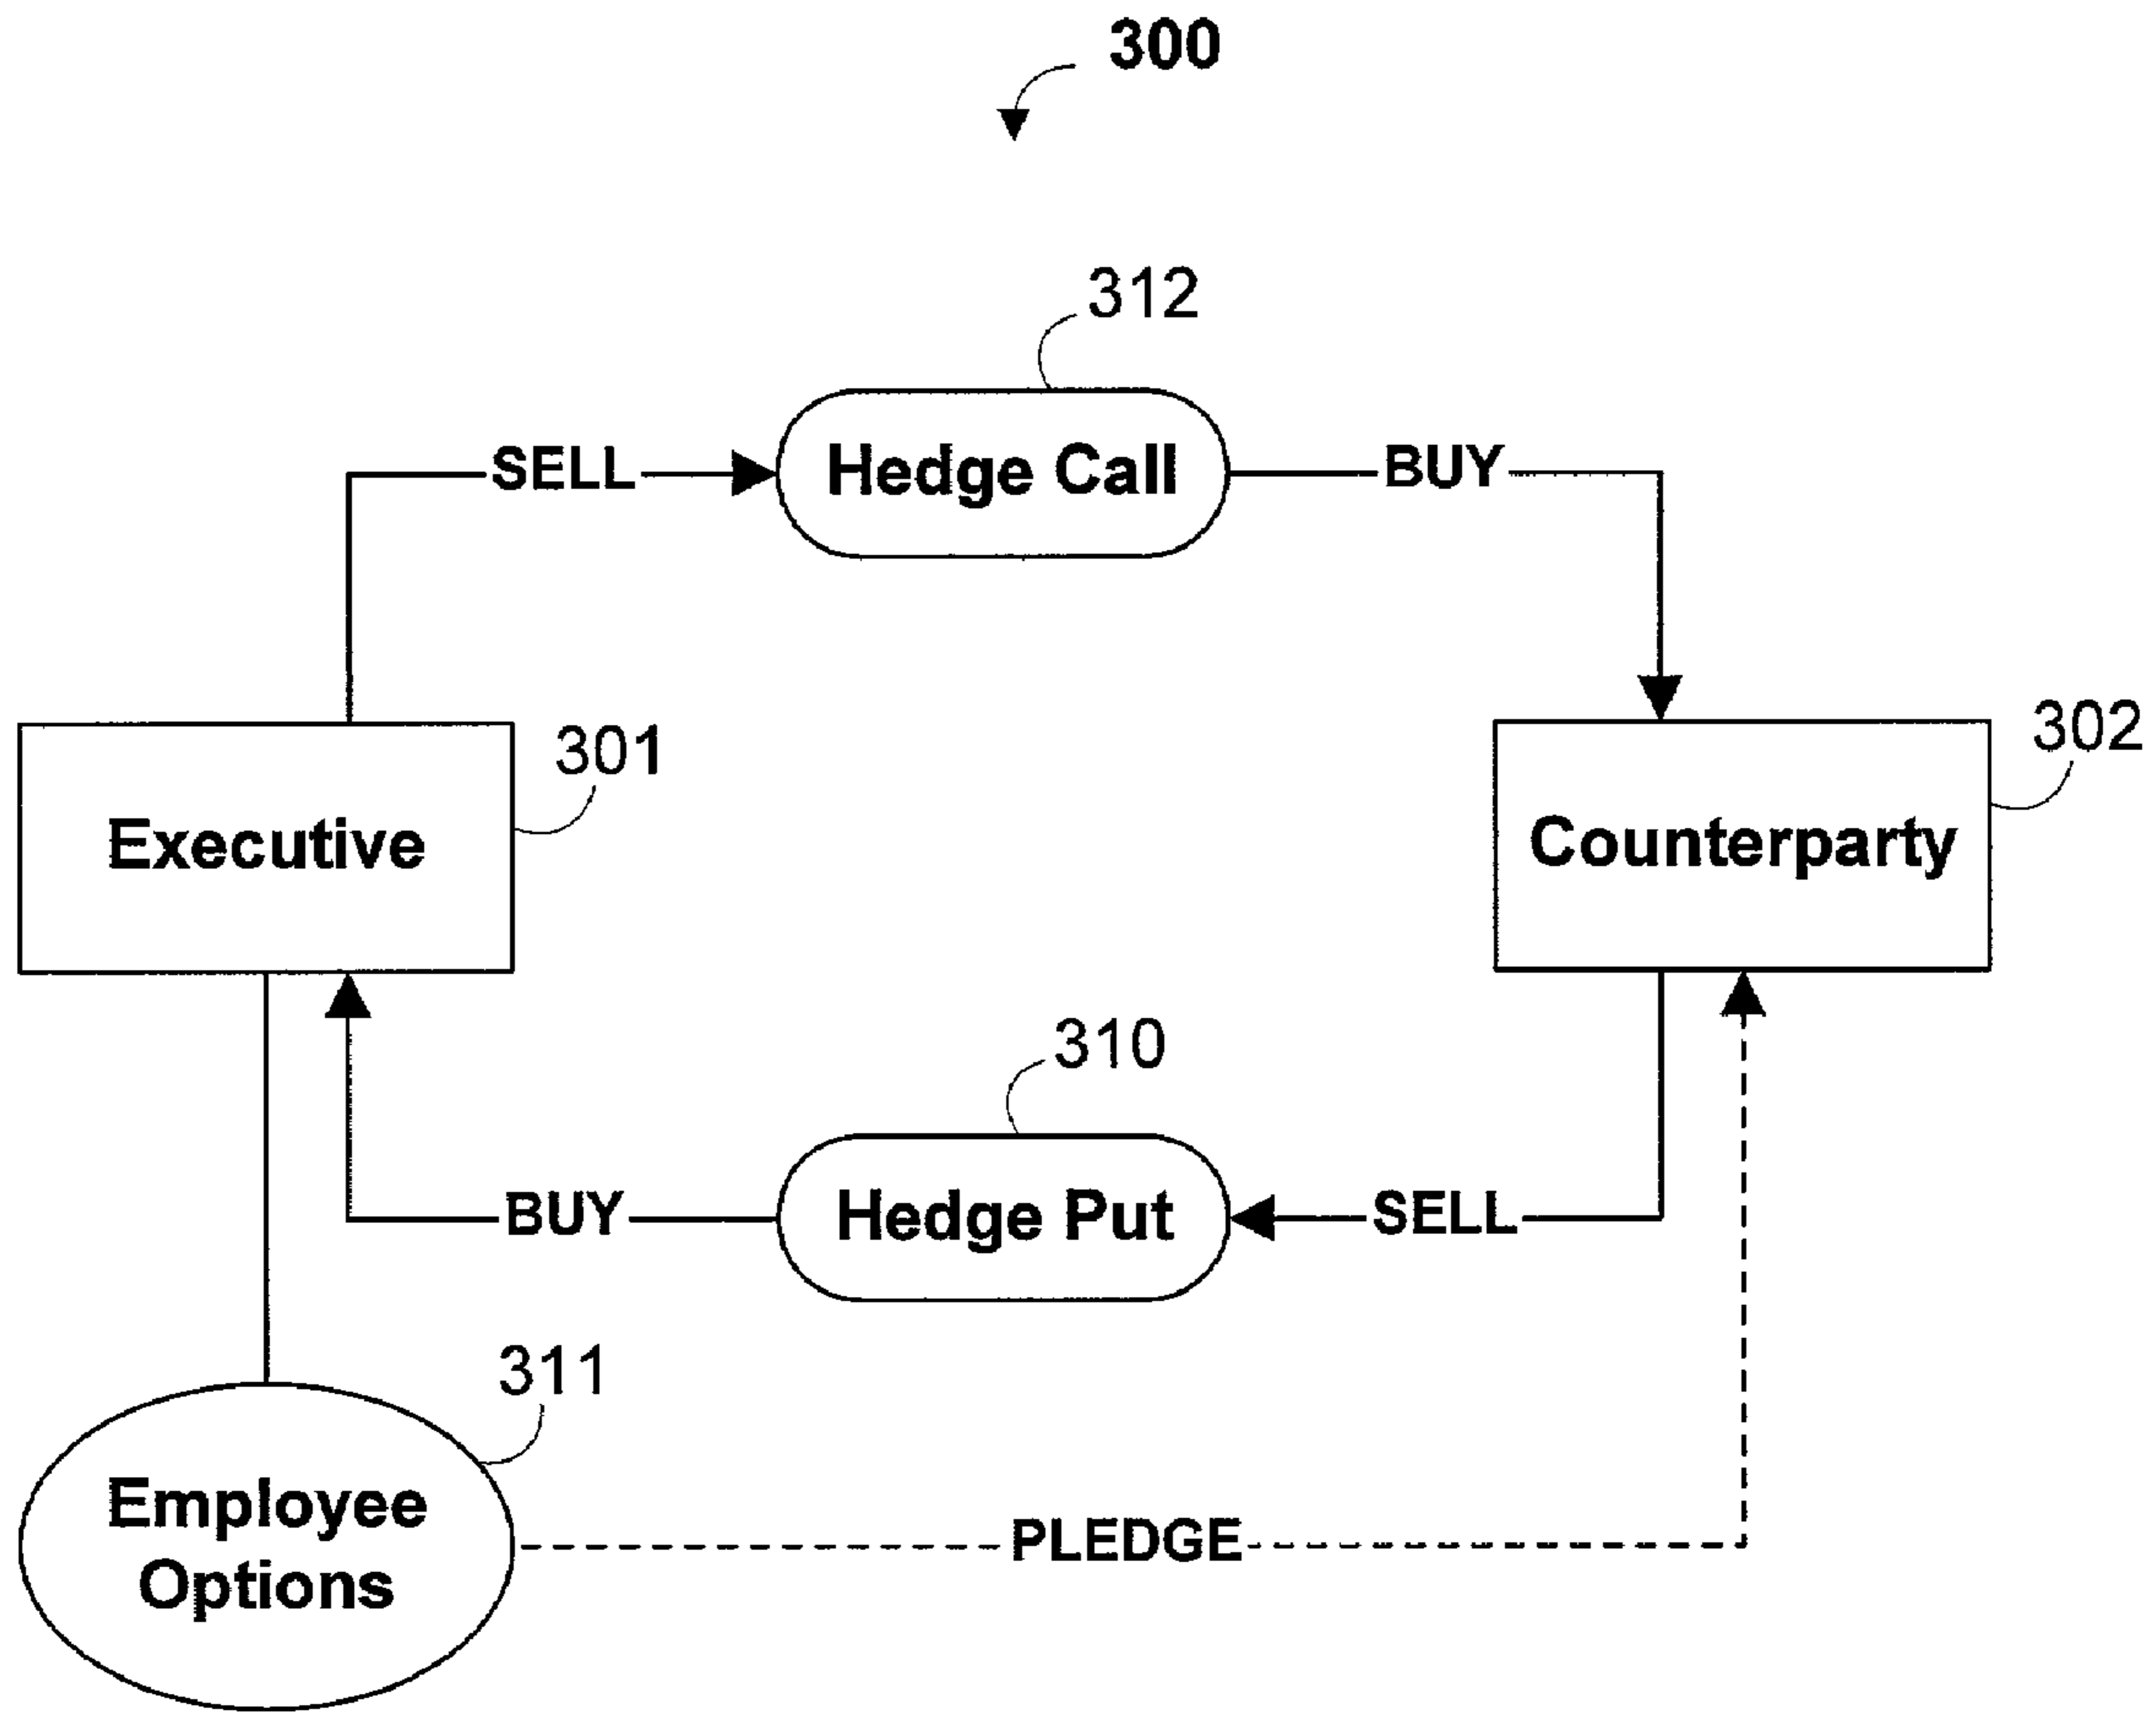 300
312
SELL
Hedge Call
BUY
301
302
Executive
Counterparty
310
BUY
Hedge Put
SELL
311
Employee
Options
PLEDGE